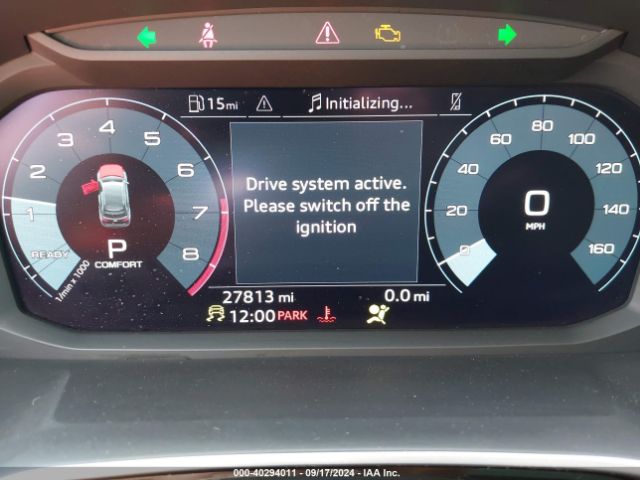 15mi Initializing...
3 4 5
2 6
1 7
READY 8
1/min x 1000
P
COMFORT
Drive system active.
Please switch off the
ignition
60 80 100
40 120
20 140
0 160
0
MPH
27813 mi 0.0 mi
12:00 PARK
000-40294011 - 09/17/2024 - IAA Inc.